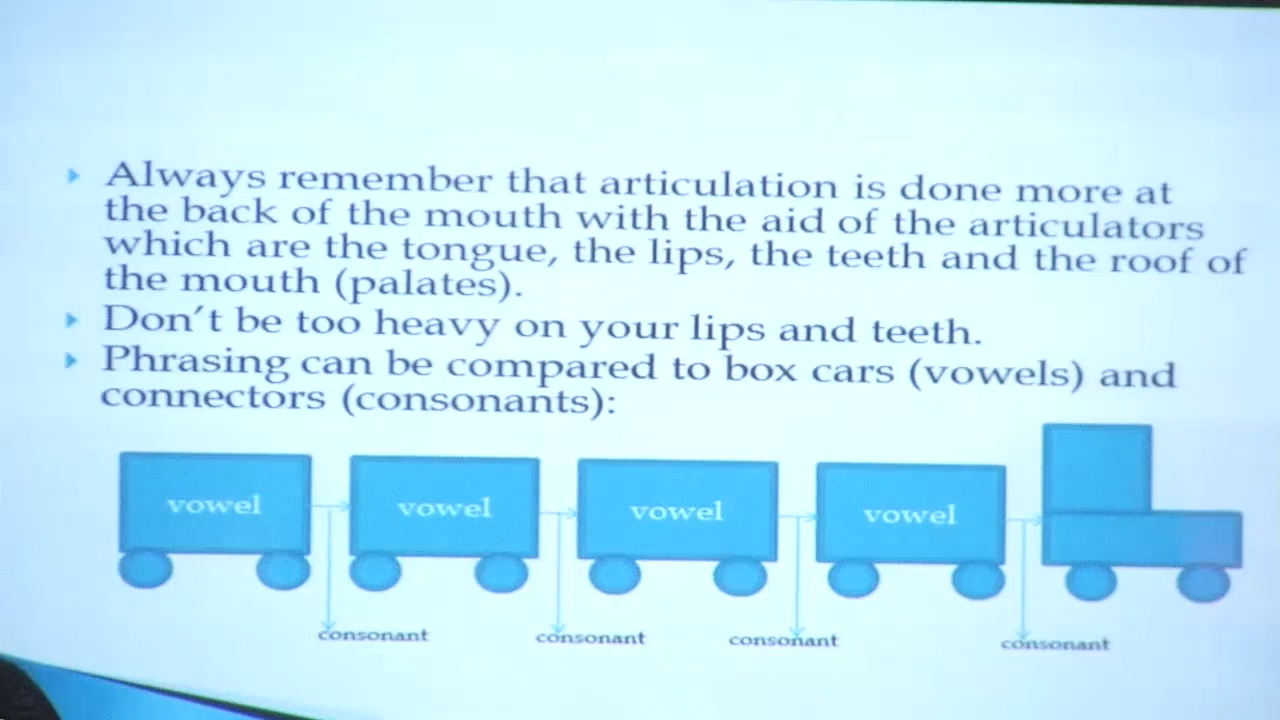 Always remember that articulation is done more at
the back of the mouth with the aid of the articulators
which are the tongue, the lips, the teeth and the roof of
the mouth (palates).
Don't be too heavy on your lips and teeth.
Phrasing can be compared to box cars (vowels) and
connectors (consonants):
vowel
vowel
vowel
vowel
consonant
consonant
consonant
consonant